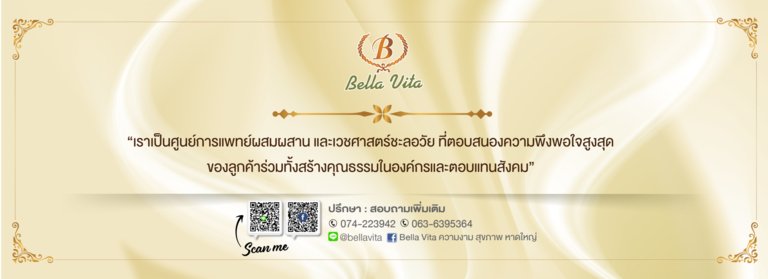 B
Bella Vita
“เราเป็นศูนย์การแพทย์ผสมผสาน และเวชศาสตร์ชะลอวัย ที่ตอบสนองความพึงพอใจสูงสุด
ของลูกค้าร่วมทั้งสร้างคุณธรรมในองค์กรและตอบแทนสังคม”
ปรึกษา : สอบถามเพิ่มเติม
074-223942 063-6395364
@bellavita Bella Vita ความงาม สุขภาพ หาดใหญ่
Scan me